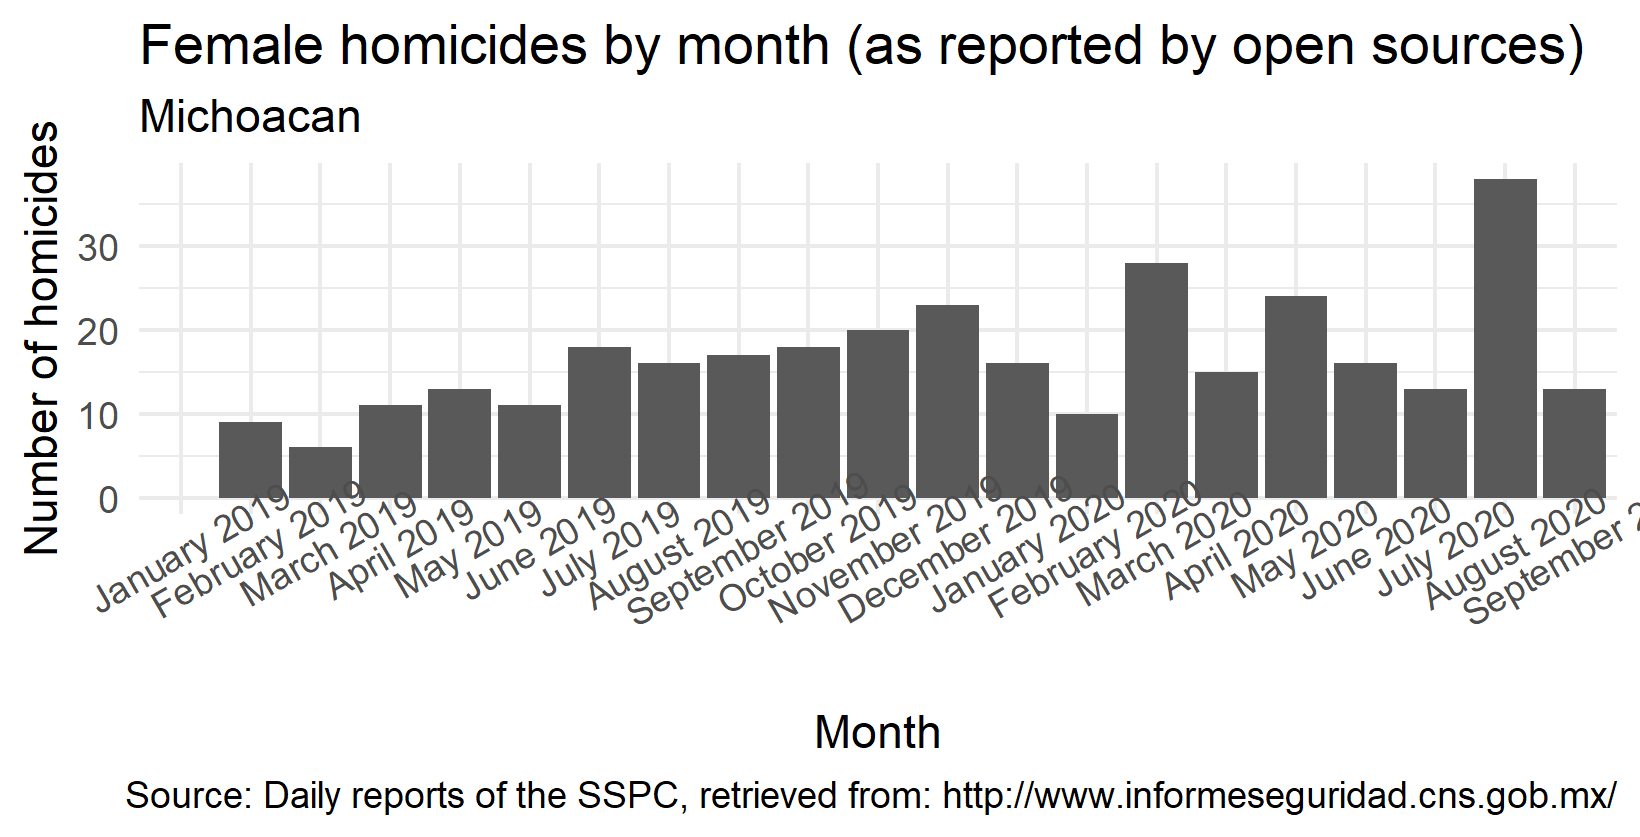 Female homicides by month (as reported by open sources)
Michoacan
Number of homicides
30
20
10
0
January 2019
February 2019
March 2019
April 2019
May 2019
June 2019
July 2019
August 2019
September 2019
October 2019
November 2019
December 2019
January 2020
February 2020
March 2020
April 2020
May 2020
June 2020
July 2020
August 2020
September 2
Month
Source: Daily reports of the SSPC, retrieved from: http://www.informeseguridad.cns.gob.mx/